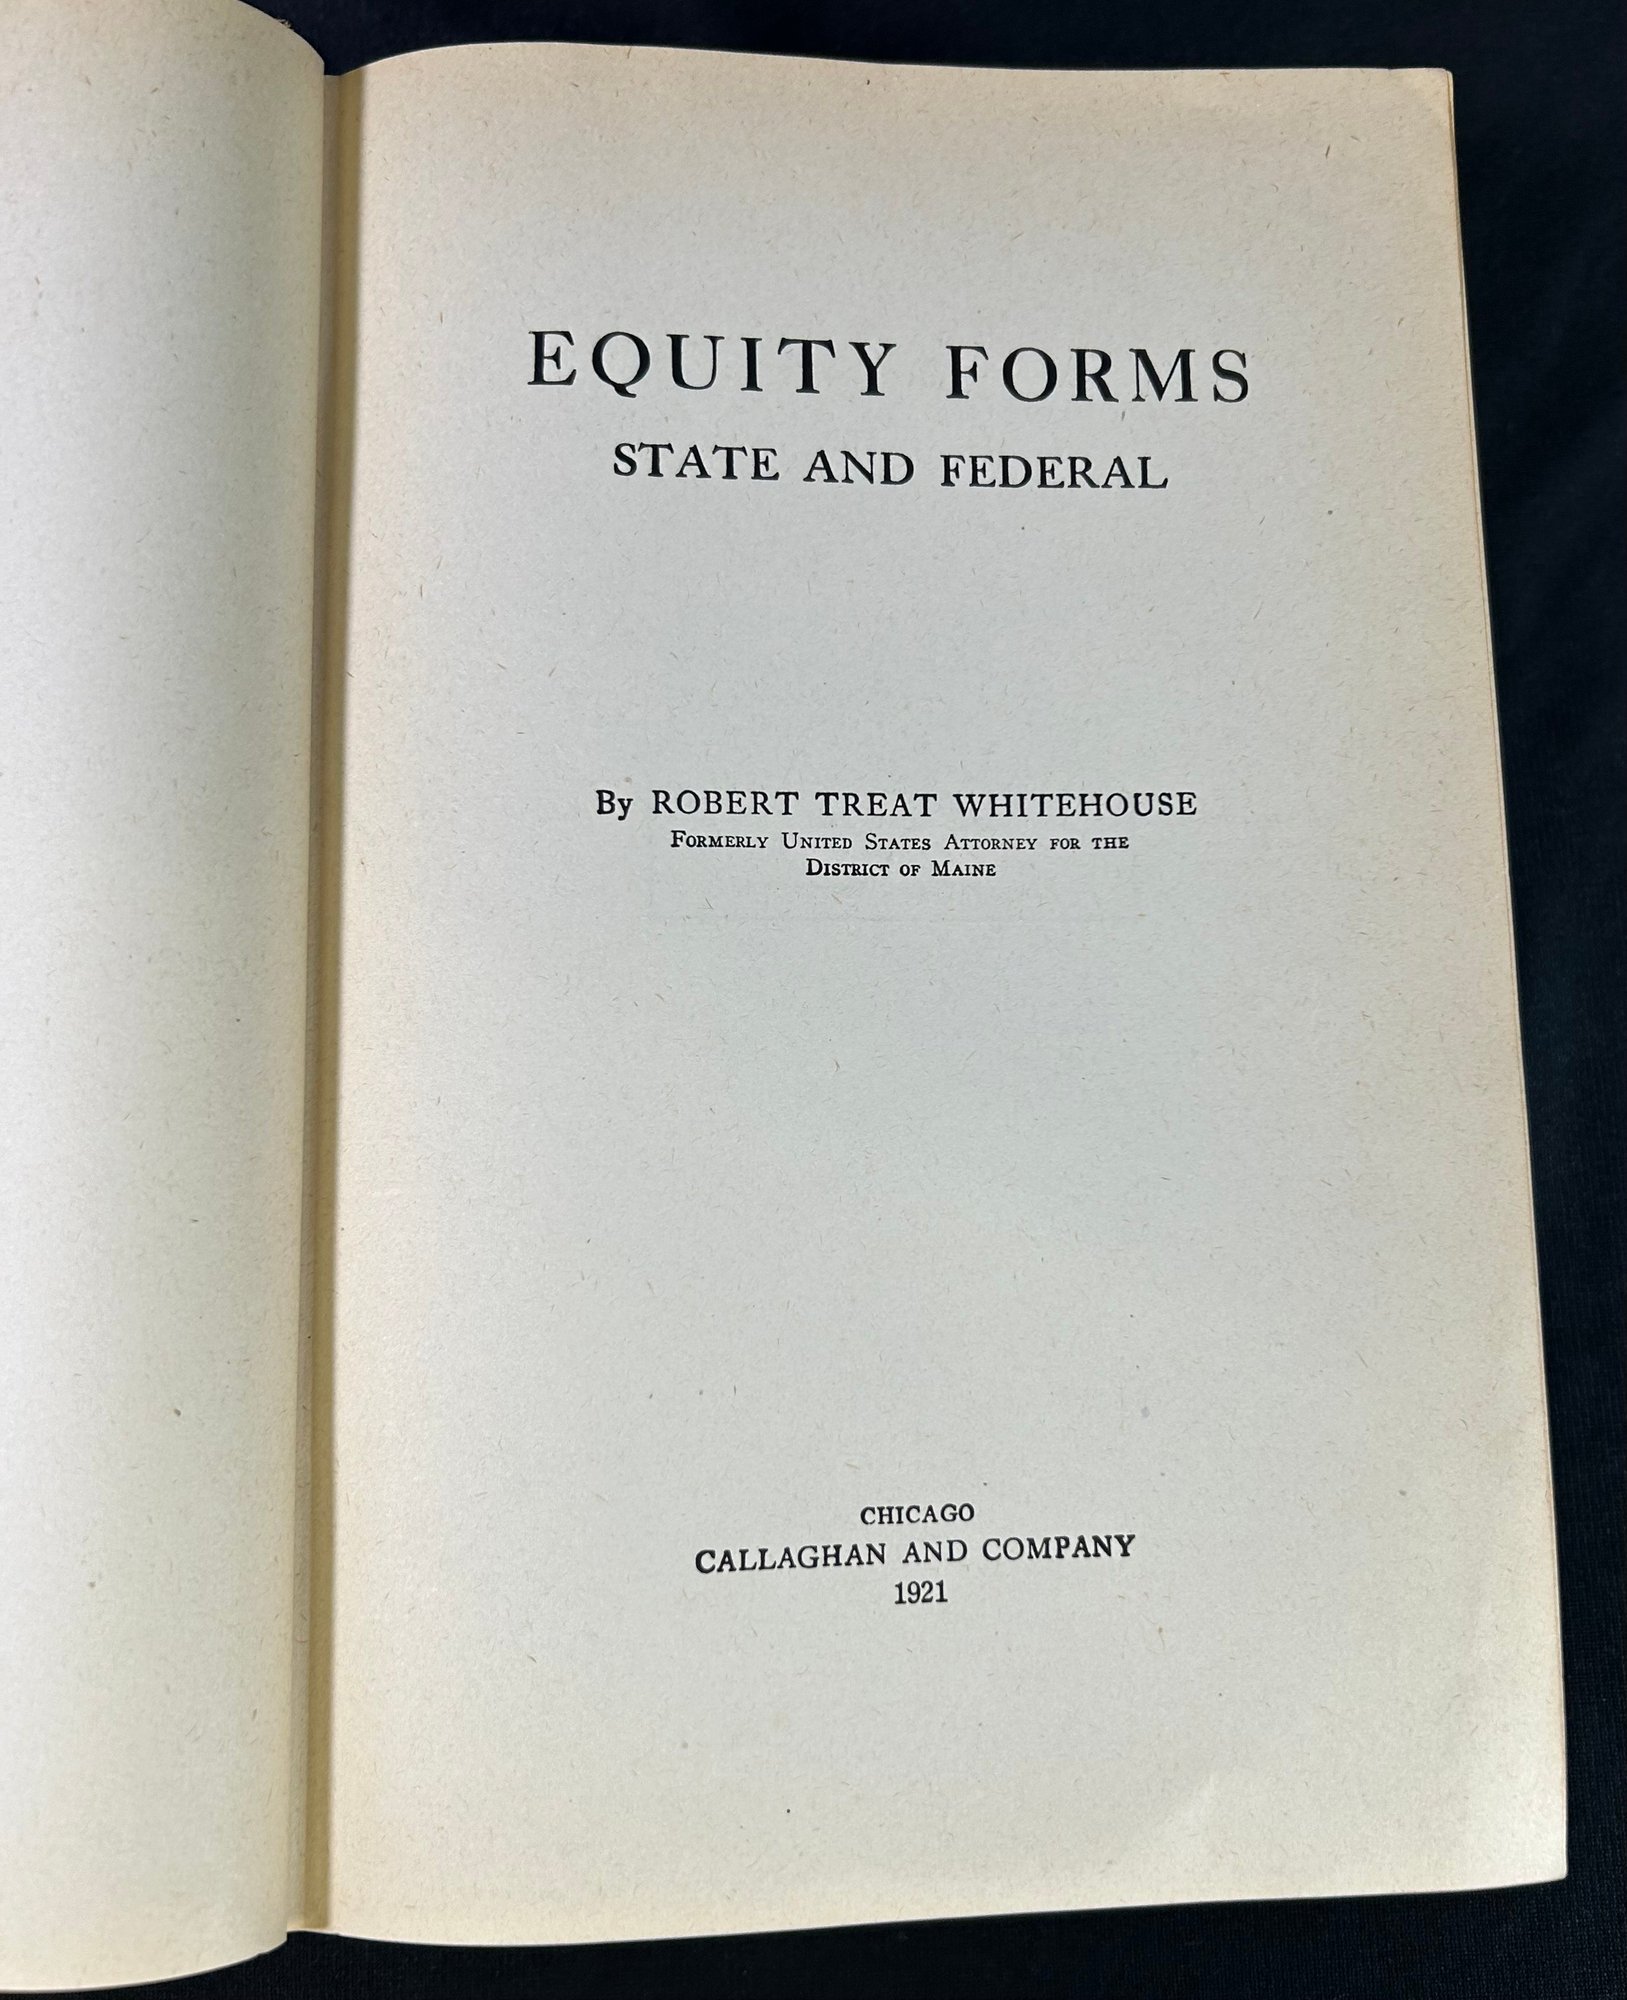 EQUITY FORMS
STATE AND FEDERAL
By ROBERT TREAT WHITEHOUSE
FORMERLY UNITED STATES ATTORNEY FOR THE
DISTRICT OF MAINE
CHICAGO
CALLAGHAN AND COMPANY
1921